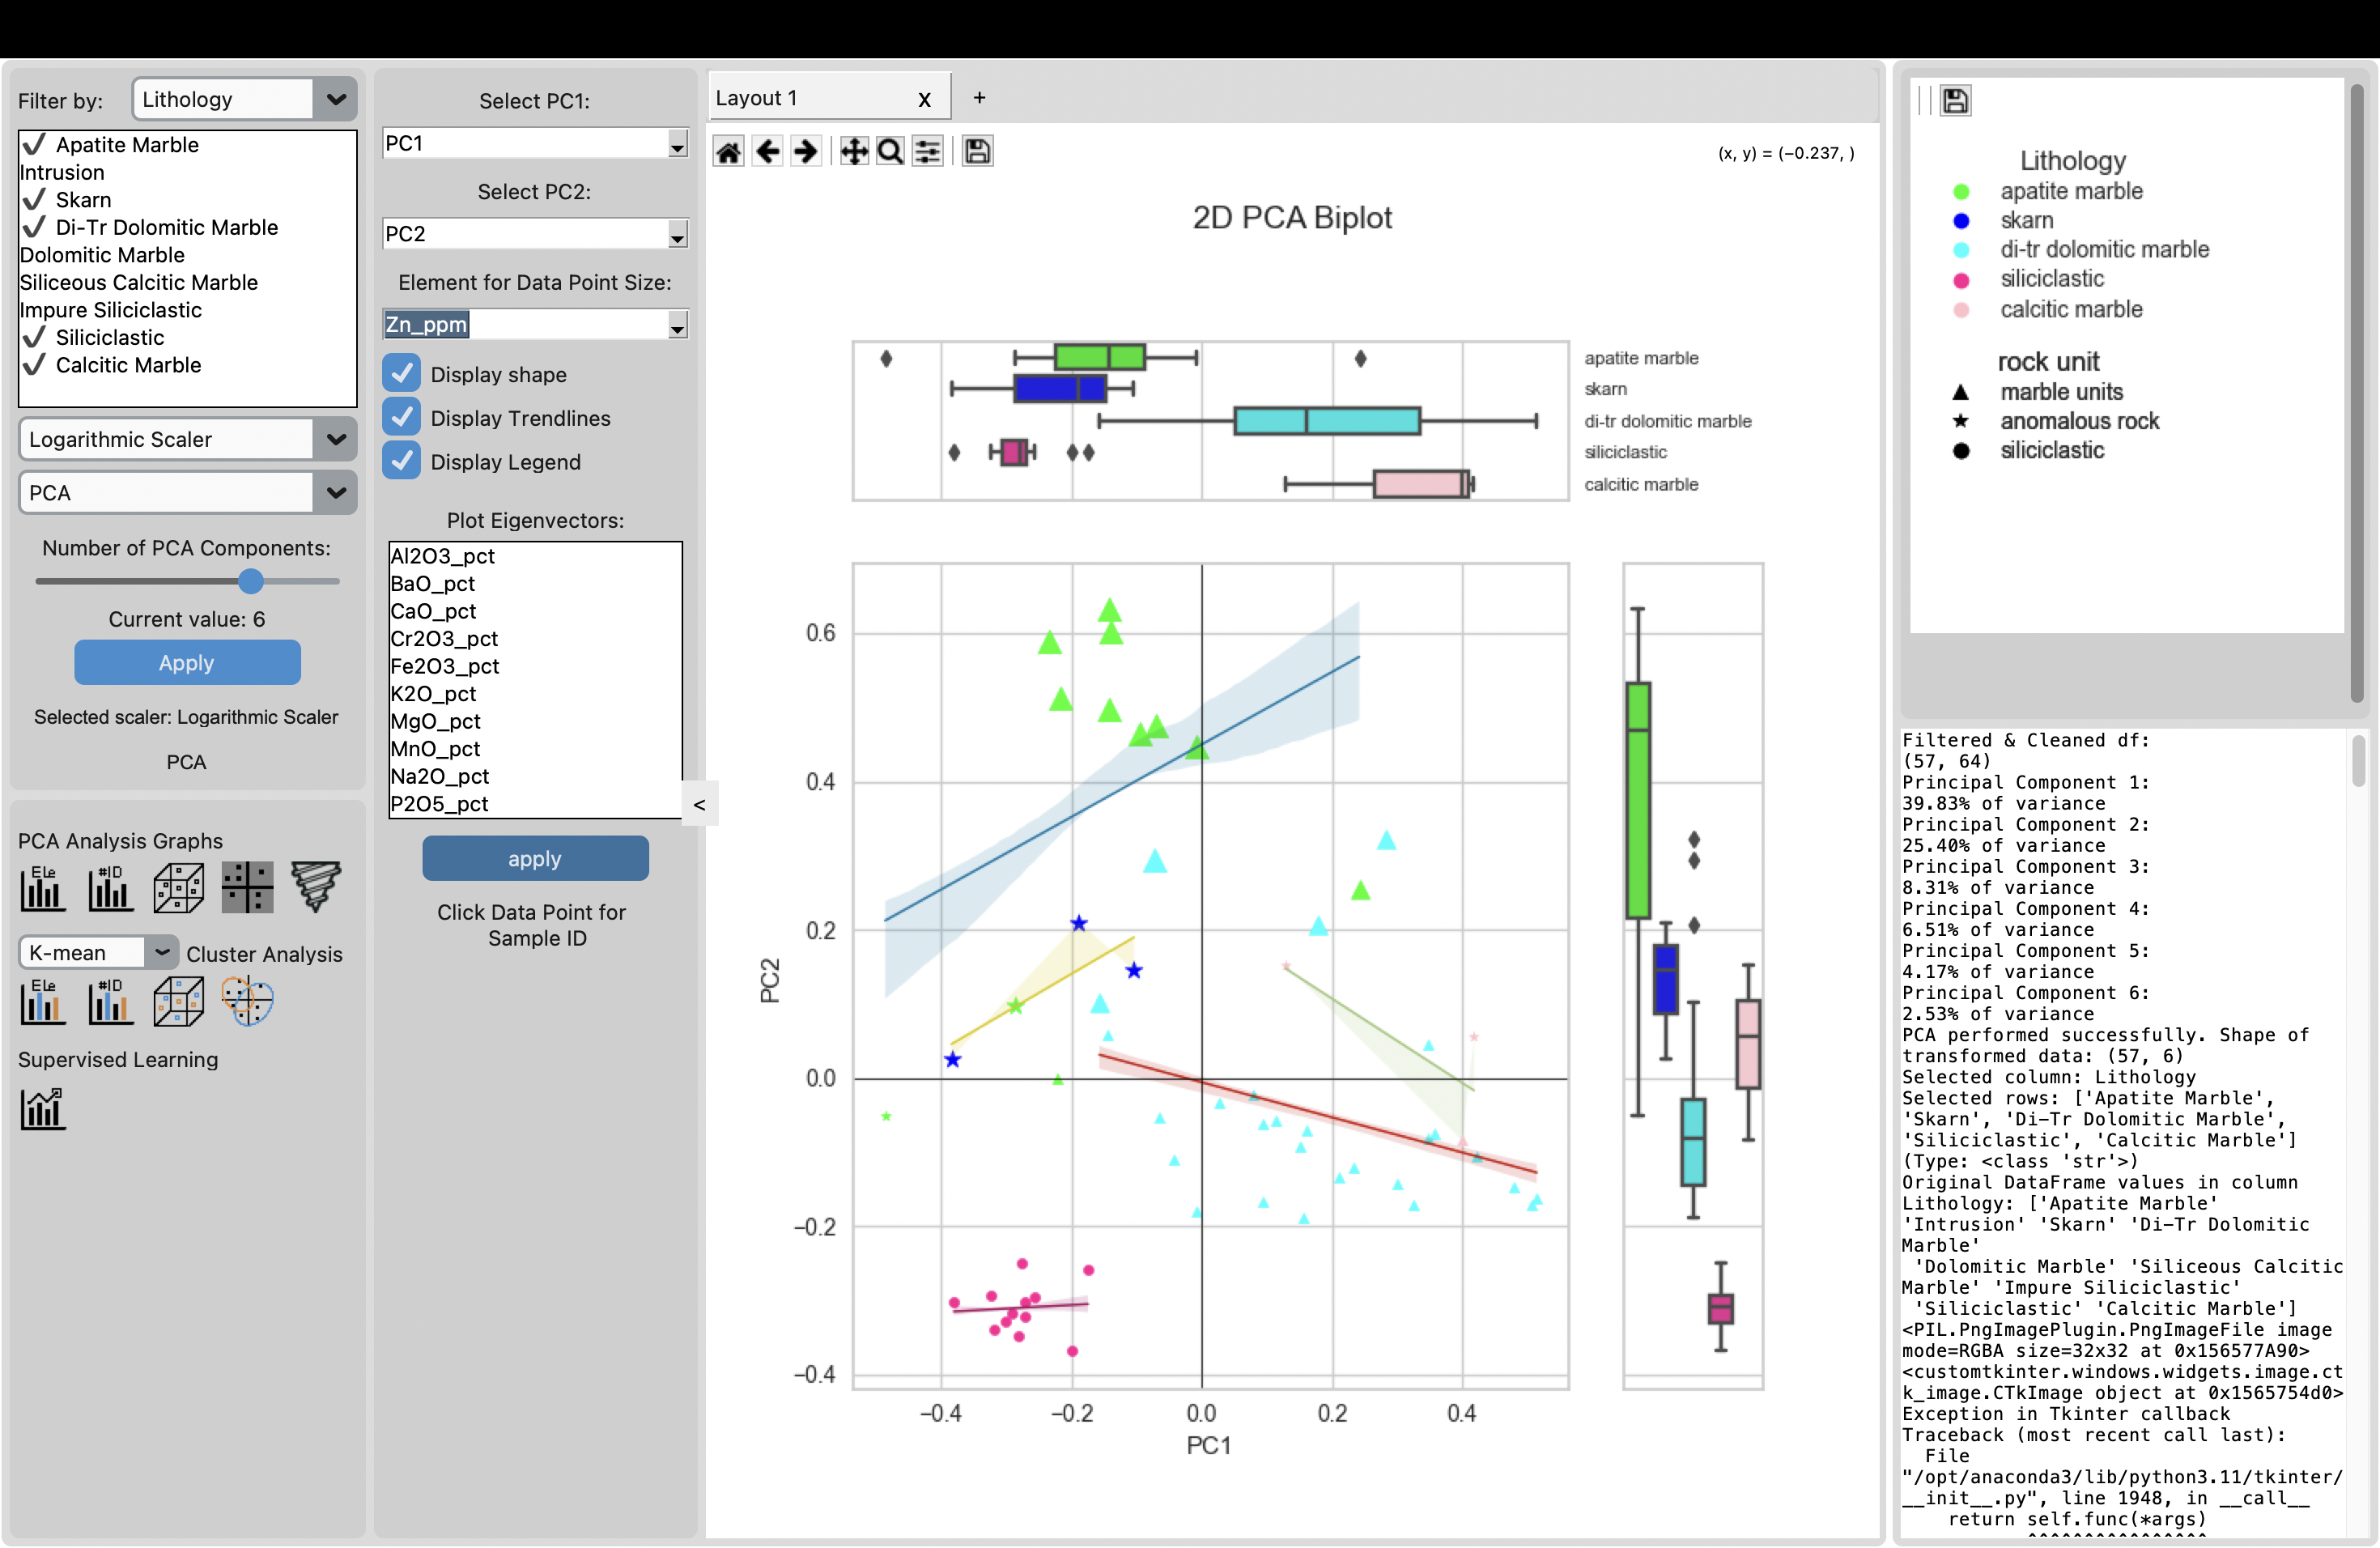 Filter by:
Lithology
Apatite Marble
Intrusion
Skarn
Di-Tr Dolomitic Marble
Dolomitic Marble
Siliceous Calcitic Marble
Impure Siliciclastic
Siliciclastic
Calcitic Marble
Logarithmic Scaler
PCA
Number of PCA Components:
Current value: 6
Apply
Selected scaler: Logarithmic Scaler
PCA
PCA Analysis Graphs
ELe
#ID
K-mean
Cluster Analysis
ELe
#ID
Supervised Learning
Select PC1:
PC1
Select PC2:
PC2
Element for Data Point Size:
Zn_ppm
Display shape
Display Trendlines
Display Legend
Plot Eigenvectors:
Al2O3_pct
BaO_pct
CaO_pct
Cr2O3_pct
Fe2O3_pct
K2O_pct
MgO_pct
MnO_pct
Na2O_pct
P2O5_pct
<
apply
Click Data Point for
Sample ID
Layout 1
x
+
(x, y) = (−0.237, )
2D PCA Biplot
apatite marble
skarn
di-tr dolomitic marble
siliciclastic
calcitic marble
0.6
0.4
0.2
0.0
−0.2
−0.4
PC2
−0.4
−0.2
0.0
0.2
0.4
PC1
Lithology
apatite marble
skarn
di-tr dolomitic marble
siliciclastic
calcitic marble
rock unit
marble units
anomalous rock
siliciclastic
Filtered & Cleaned df:
(57, 64)
Principal Component 1:
39.83% of variance
Principal Component 2:
25.40% of variance
Principal Component 3:
8.31% of variance
Principal Component 4:
6.51% of variance
Principal Component 5:
4.17% of variance
Principal Component 6:
2.53% of variance
PCA performed successfully. Shape of
transformed data: (57, 6)
Selected column: Lithology
Selected rows: ['Apatite Marble',
'Skarn', 'Di-Tr Dolomitic Marble',
'Siliciclastic', 'Calcitic Marble']
(Type: <class 'str'>)
Original DataFrame values in column
Lithology: ['Apatite Marble'
'Intrusion' 'Skarn' 'Di-Tr Dolomitic
Marble'
'Dolomitic Marble' 'Siliceous Calcitic
Marble' 'Impure Siliciclastic'
'Siliciclastic' 'Calcitic Marble']
<PIL.PngImagePlugin.PngImageFile image
mode=RGBA size=32x32 at 0x156577A90>
<customtkinter.windows.widgets.image.ct
k_image.CTkImage object at 0x1565754d0>
Exception in Tkinter callback
Traceback (most recent call last):
File
"/opt/anaconda3/lib/python3.11/tkinter/
__init__.py", line 1948, in __call__
return self.func(*args)